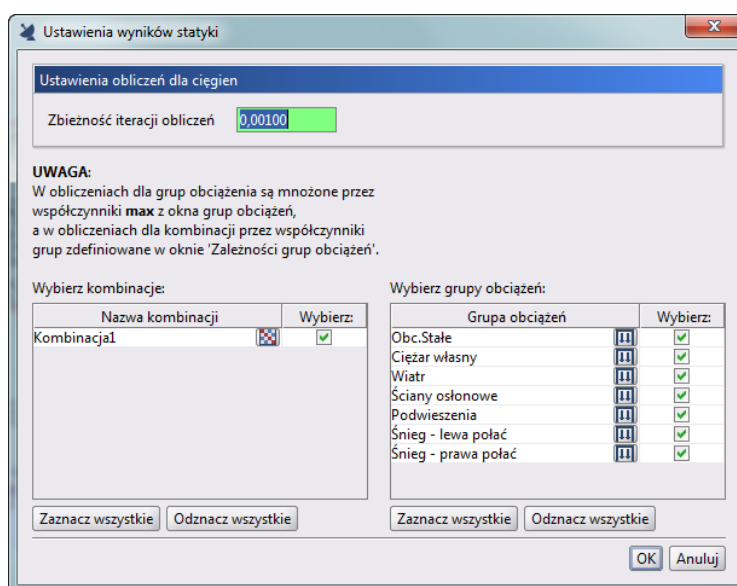 Ustawienia wyników statyki
Ustawienia obliczeń dla cięgien
Zbieżność iteracji obliczeń 0,00100
UWAGA:
W obliczeniach dla grup obciążenia są mnożone przez
współczynniki max z okna grup obciążeń,
a w obliczeniach dla kombinacji przez współczynniki
grup zdefiniowane w oknie 'Zależności grup obciążeń'.
Wybierz kombinacje:
Nazwa kombinacji Wybierz:
Kombinacja1
Zaznacz wszystkie Odznacz wszystkie
Wybierz grupy obciążeń:
Grupa obciążeń Wybierz:
Obc.Stałe
Ciężar własny
Wiatr
Ściany osłonowe
Podwieszenia
Śnieg - lewa połać
Śnieg - prawa połać
Zaznacz wszystkie Odznacz wszystkie
OK Anuluj